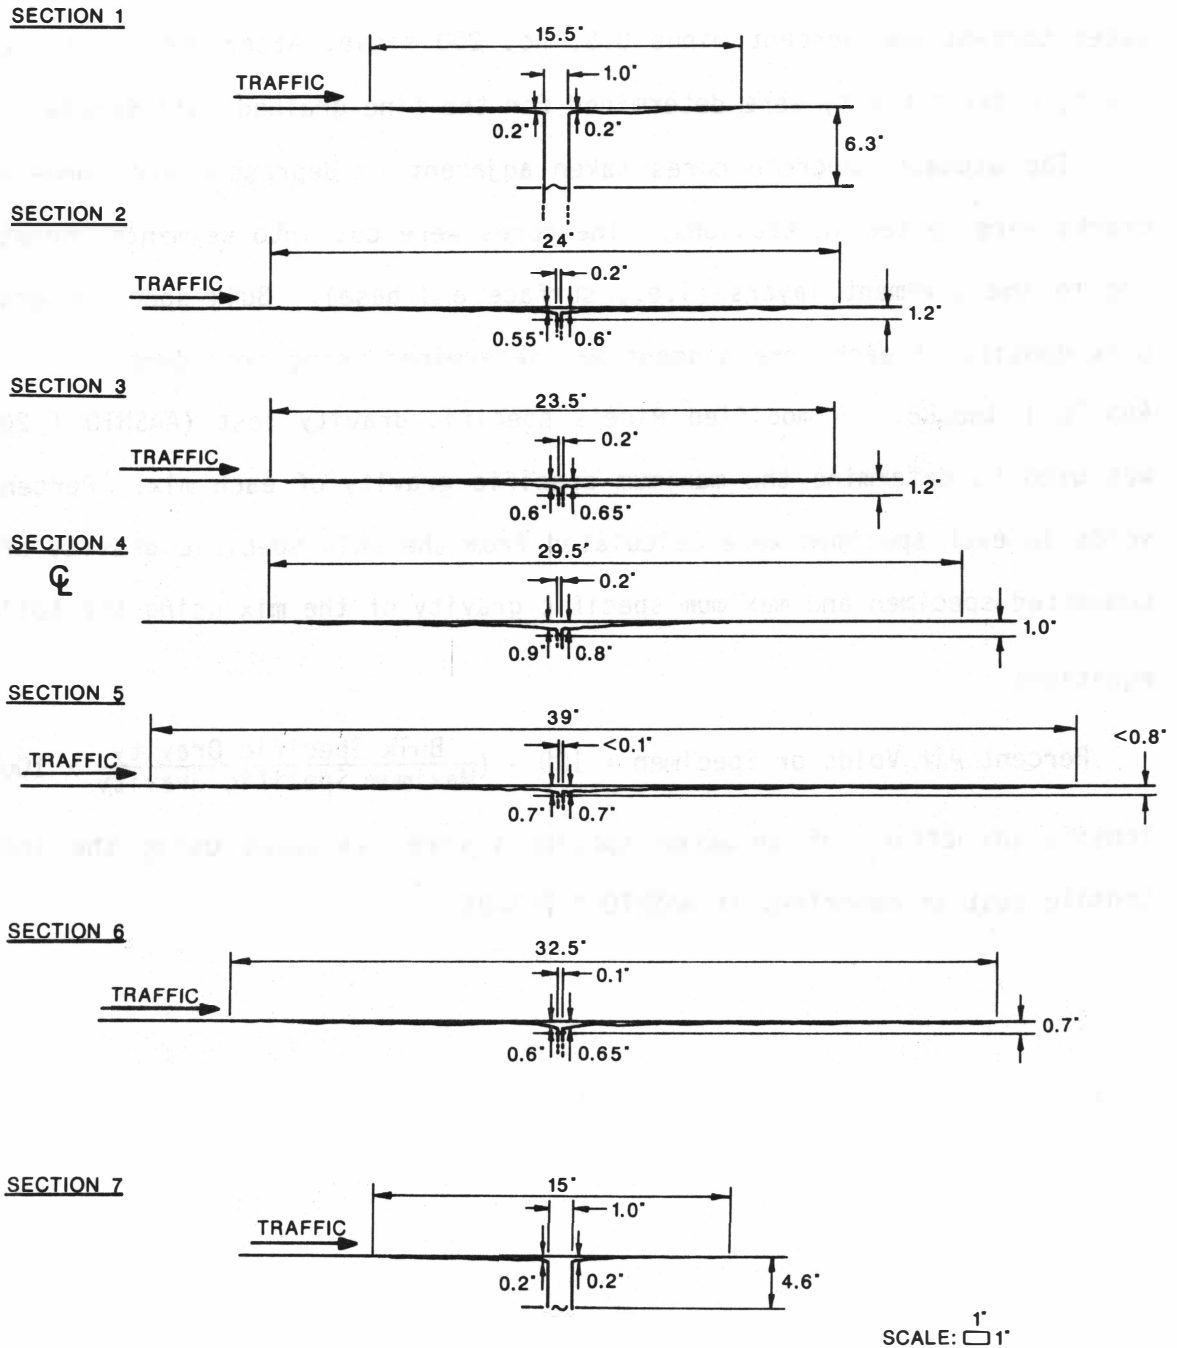 SECTION 1
15.5"
1.0"
TRAFFIC
0.2" 0.2"
6.3"
SECTION 2
24"
0.2"
TRAFFIC
0.55" 0.6"
1.2"
SECTION 3
23.5"
0.2"
TRAFFIC
0.6" 0.65"
1.2"
SECTION 4
℄
29.5"
0.2"
0.9" 0.8"
1.0"
SECTION 5
39"
<0.1"
<0.8"
TRAFFIC
0.7" 0.7"
SECTION 6
32.5"
0.1"
TRAFFIC
0.6" 0.65"
0.7"
SECTION 7
15"
1.0"
TRAFFIC
0.2" 0.2"
4.6"
1"
SCALE: 1"